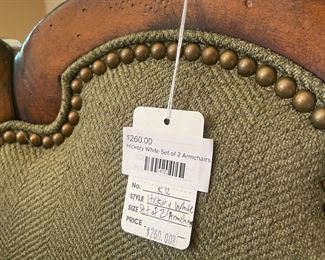 $260.00
Hickory White Set of 2 Armchairs
No.
STYLE Hickory White
SIZE Set of 2 Armchairs
PRICE
$260.00